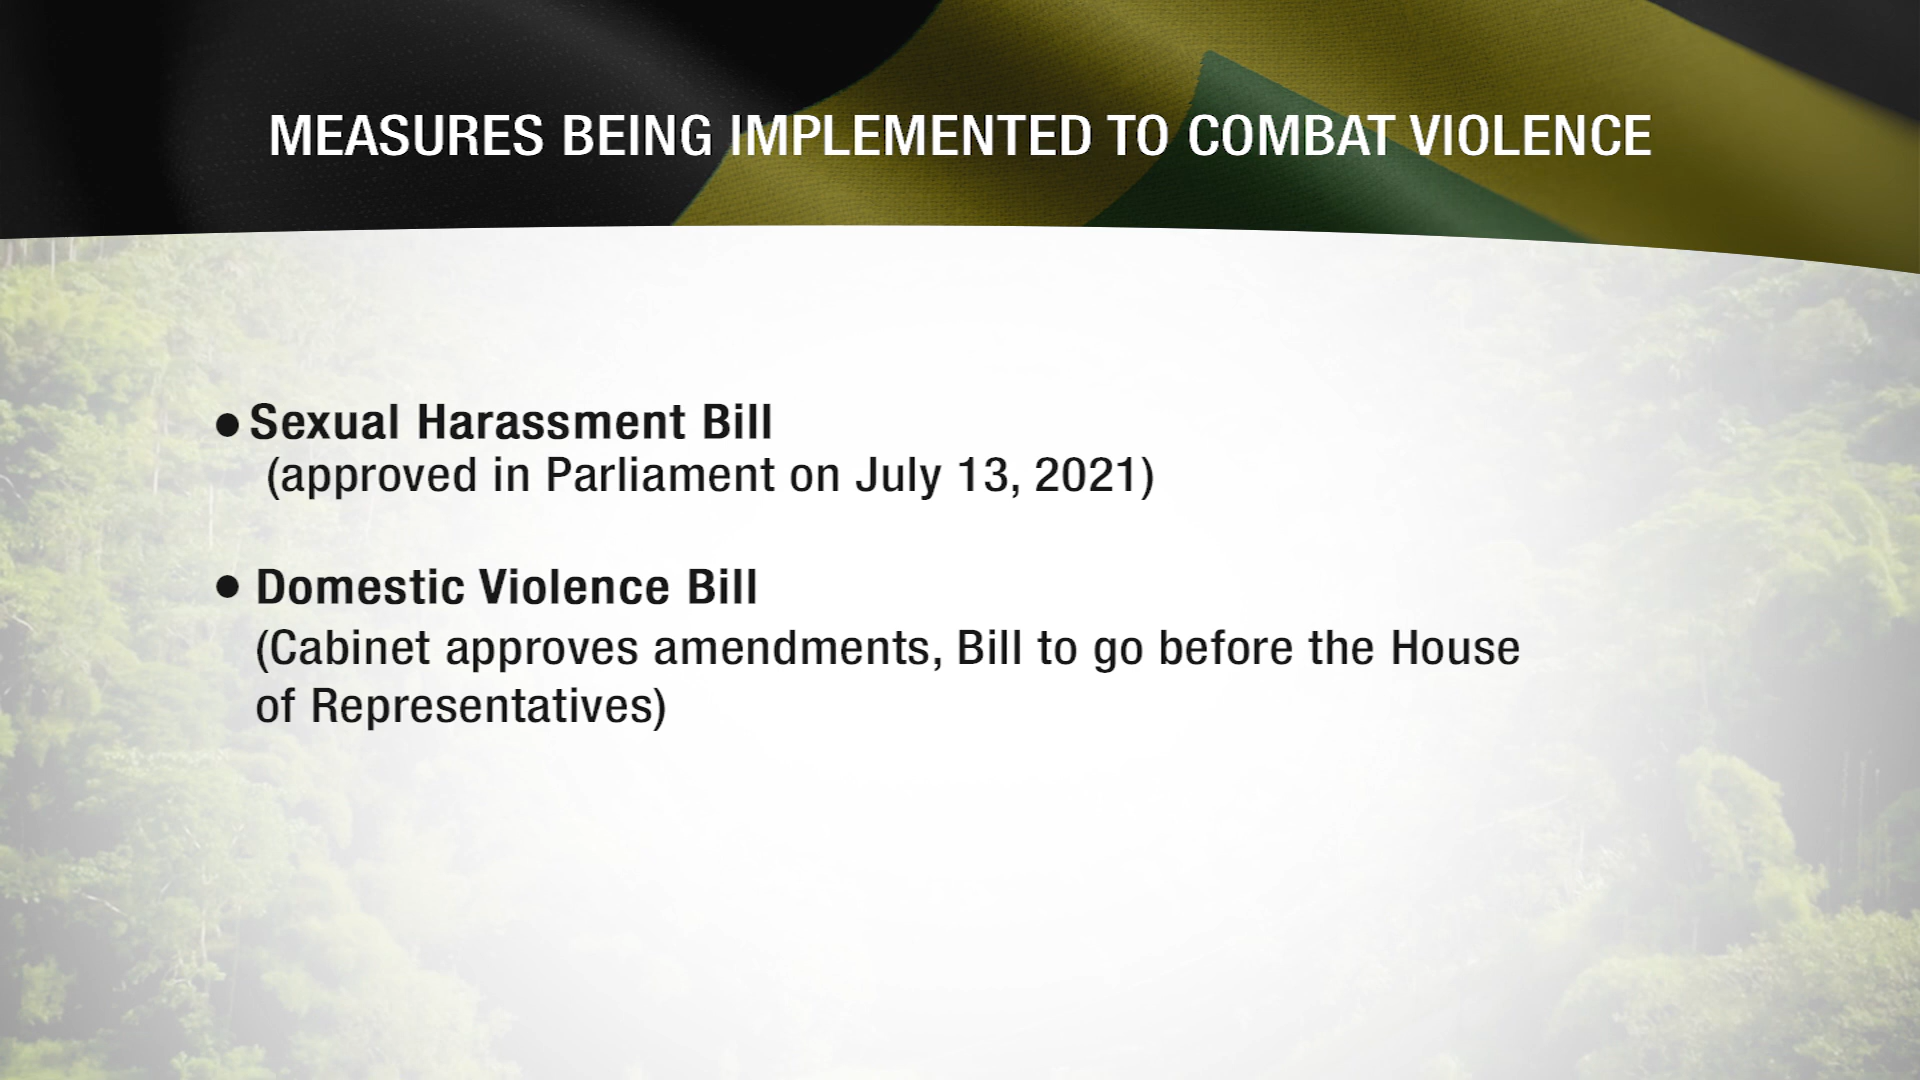 MEASURES BEING IMPLEMENTED TO COMBAT VIOLENCE
● Sexual Harassment Bill
(approved in Parliament on July 13, 2021)
● Domestic Violence Bill
(Cabinet approves amendments, Bill to go before the House
of Representatives)